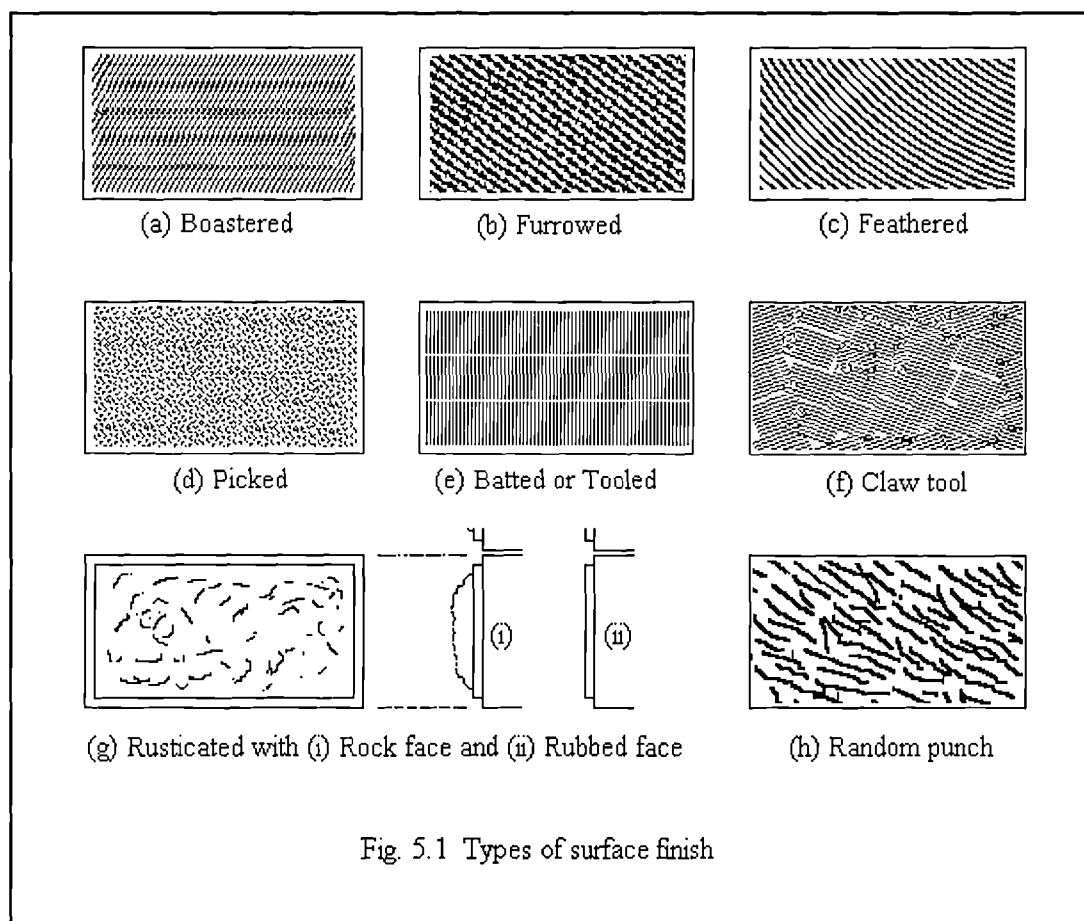 (a) Boastered
(b) Furrowed
(c) Feathered
(d) Picked
(e) Batted or Tooled
(f) Claw tool
(i)
(ii)
(g) Rusticated with (i) Rock face and (ii) Rubbed face
(h) Random punch
Fig. 5.1 Types of surface finish